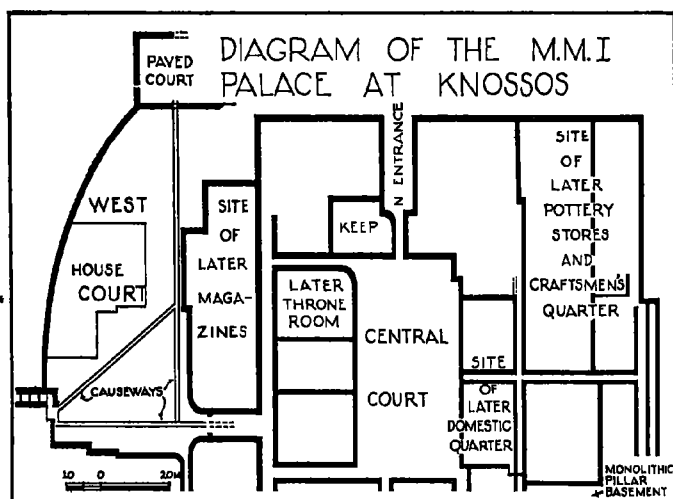 DIAGRAM OF THE M.M.I
PALACE AT KNOSSOS
PAVED
COURT
N ENTRANCE
WEST
HOUSE
COURT
CAUSEWAYS
SITE
OF
LATER
MAGA-
ZINES
KEEP
LATER
THRONE
ROOM
CENTRAL
COURT
SITE
OF
LATER
POTTERY
STORES
AND
CRAFTSMEN'S
QUARTER
SITE
OF
LATER
DOMESTIC
QUARTER
MONOLITHIC
PILLAR
BASEMENT
10 0 20M